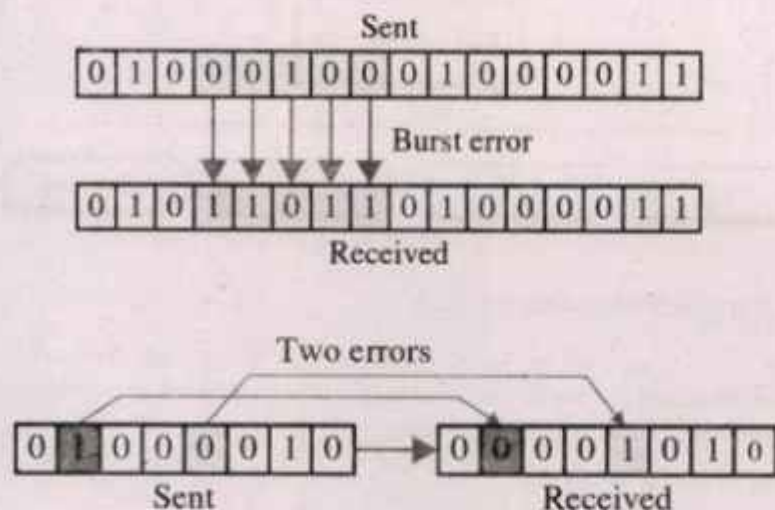 Sent
0 1 0 0 0 1 0 0 0 1 0 0 0 0 1 1
Burst error
0 1 0 1 1 0 1 1 0 1 0 0 0 0 1 1
Received
Two errors
0 1 0 0 0 0 1 0 0 0 0 0 1 0 1 0
Sent Received